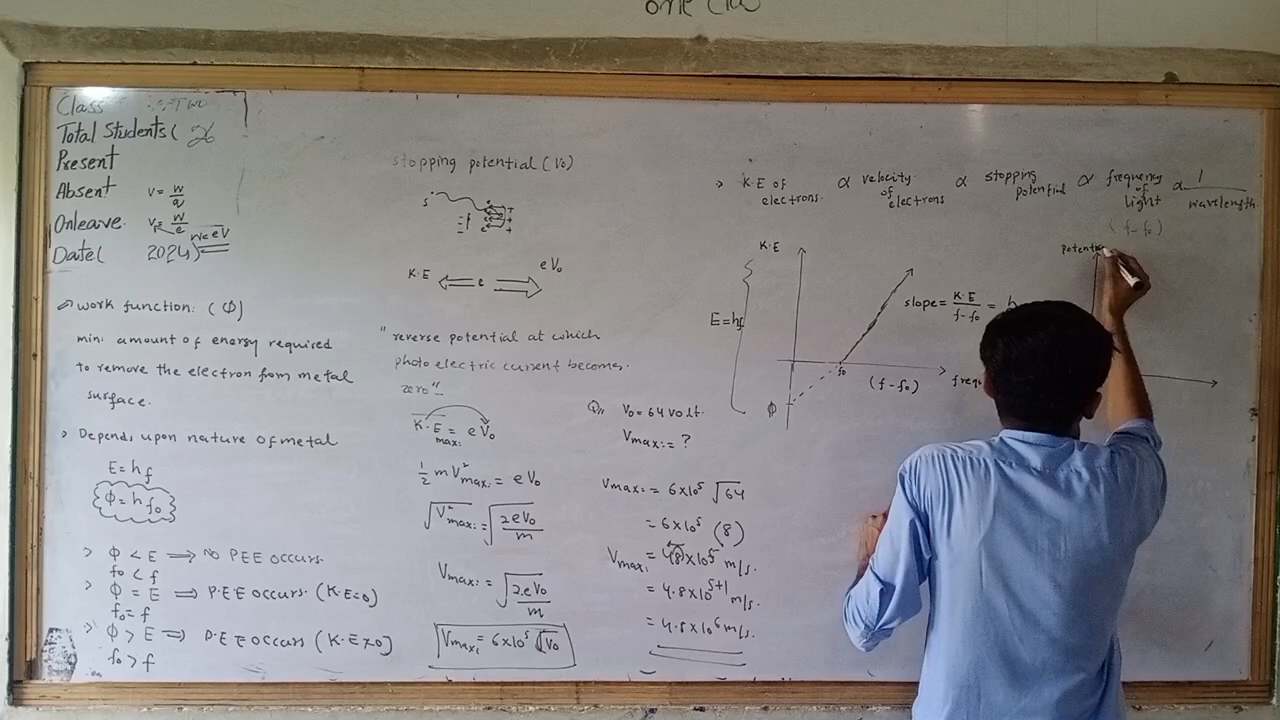 one Cla
Class
Total Students( 26
Present
Absent V = W/q
Onleave V = W/e
W = eV
Date( 2024)
work function: (Φ)
min: amount of energy required
to remove the electron from metal
surface.
> Depends upon nature of metal
E = hf
Φ = hf₀
> Φ < E ⟹ NO PEE occurs.
f₀ < f
> Φ = E ⟹ P.E.E occurs. (K.E=0)
f₀ = f
> Φ > E ⟹ P.E.E occurs (K.E≠0)
f₀ > f
stopping potential (V₀)
s
K.E ⟸ e ⟹ eV₀
"reverse potential at which
photo electric current becomes.
zero"
K.E max: = eV₀
1/2 mV²max: = eV₀
√V²max: = √2eV₀/m
Vmax: = √2eV₀/m
Vmax: = 6×10⁵ √V₀
Q// V₀ = 64 volt.
Vmax: = ?
Vmax: = 6×10⁵ √64
= 6×10⁵ (8)
Vmax: = 48×10⁵ m/s.
= 4.8×10⁵⁺¹ m/s.
= 4.8×10⁶ m/s.
> K.E of electrons. ∝ velocity of electrons ∝ stopping potential ∝ frequency of light ∝ 1/wavelength.
(f-f₀)
K.E
E = hf
slope = K.E/f-f₀ = h
f₀
(f-f₀)
Φ